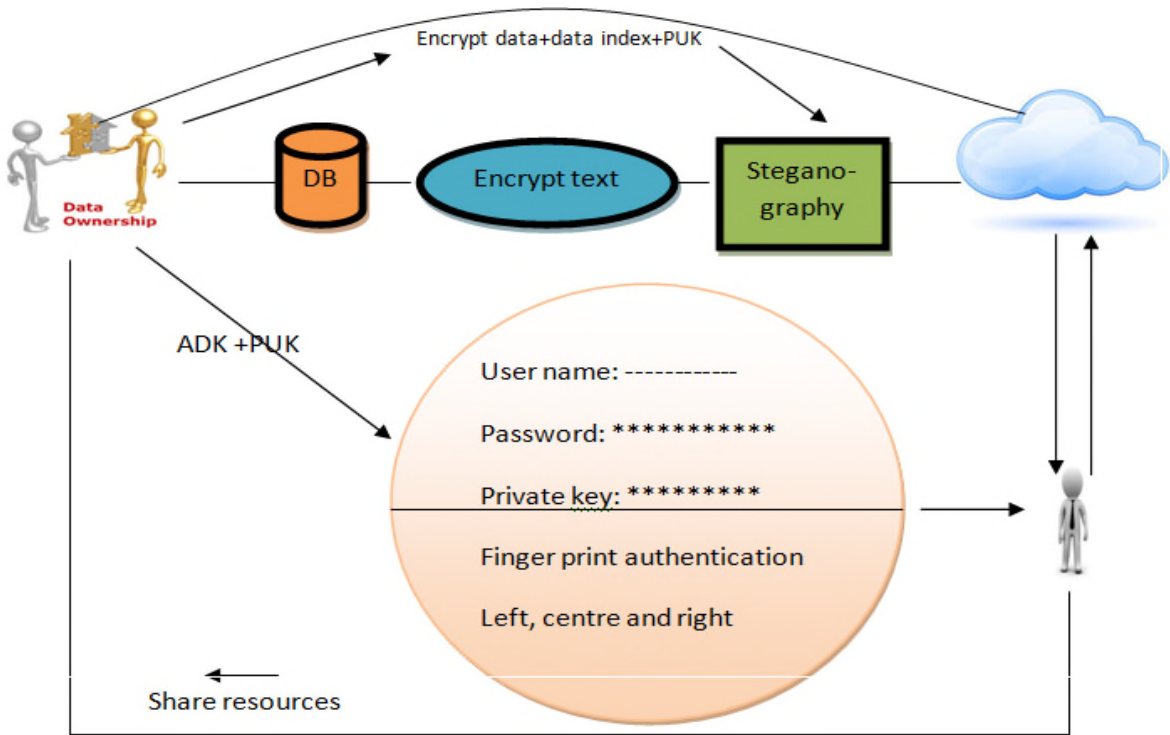 Encrypt data+data index+PUK
Data
Ownership
DB
Encrypt text
Stegano-
graphy
ADK +PUK
User name: ------------
Password: ***********
Private key: *********
Finger print authentication
Left, centre and right
Share resources